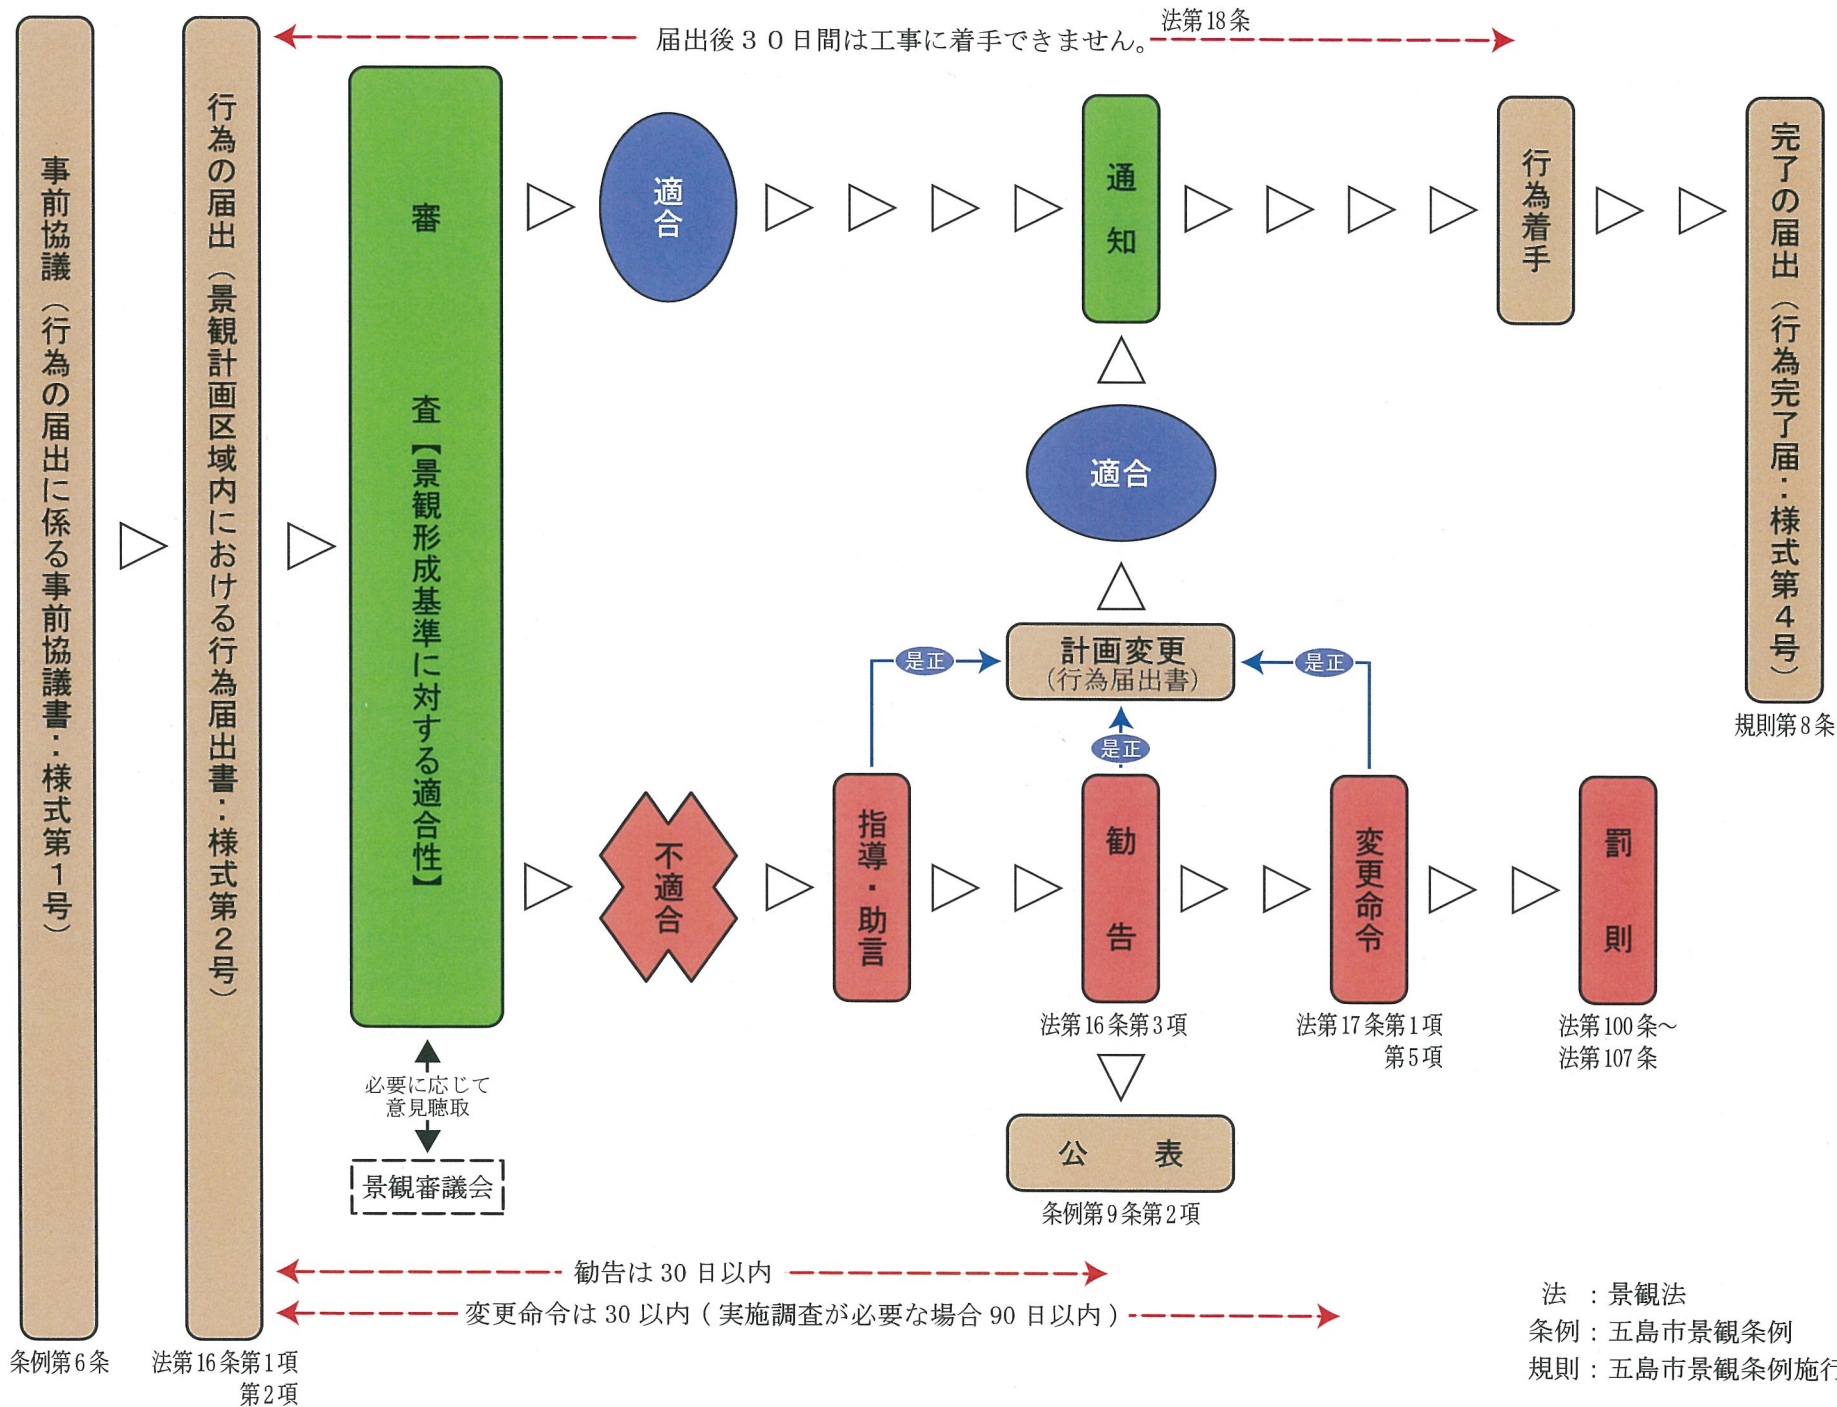 届出後３０日間は工事に着手できません。
法第18条
事前協議（行為の届出に係る事前協議書：様式第１号）
条例第6条
行為の届出（景観計画区域内における行為届出書：様式第２号）
法第16条第1項
第2項
審査【景観形成基準に対する適合性】
必要に応じて
意見聴取
景観審議会
適合
通知
行為着手
完了の届出（行為完了届：様式第４号）
規則第8条
適合
計画変更
（行為届出書）
是正
是正
是正
不適合
指導・助言
勧告
法第16条第3項
変更命令
法第17条第1項
第5項
罰則
法第100条～
法第107条
公表
条例第9条第2項
勧告は30日以内
変更命令は30以内（実施調査が必要な場合90日以内）
法：景観法
条例：五島市景観条例
規則：五島市景観条例施行